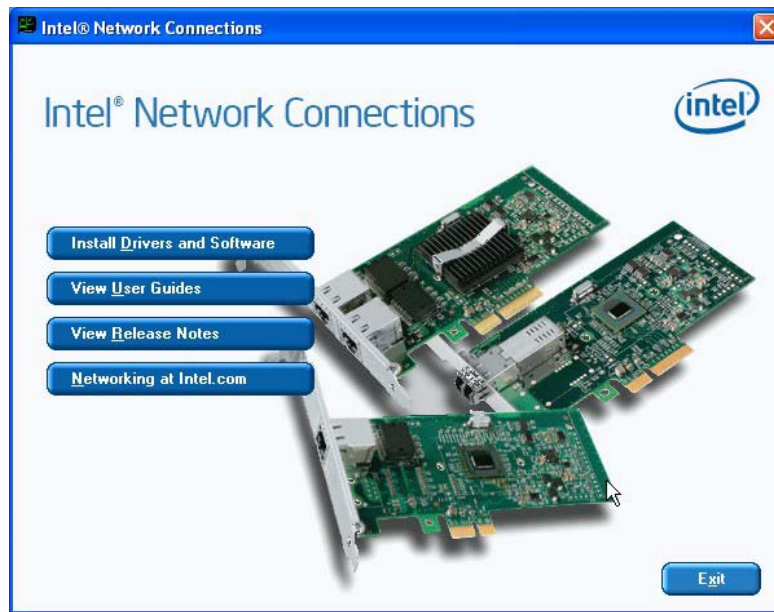 Intel® Network Connections
Intel® Network Connections
intel
Install Drivers and Software
View User Guides
View Release Notes
Networking at Intel.com
Exit